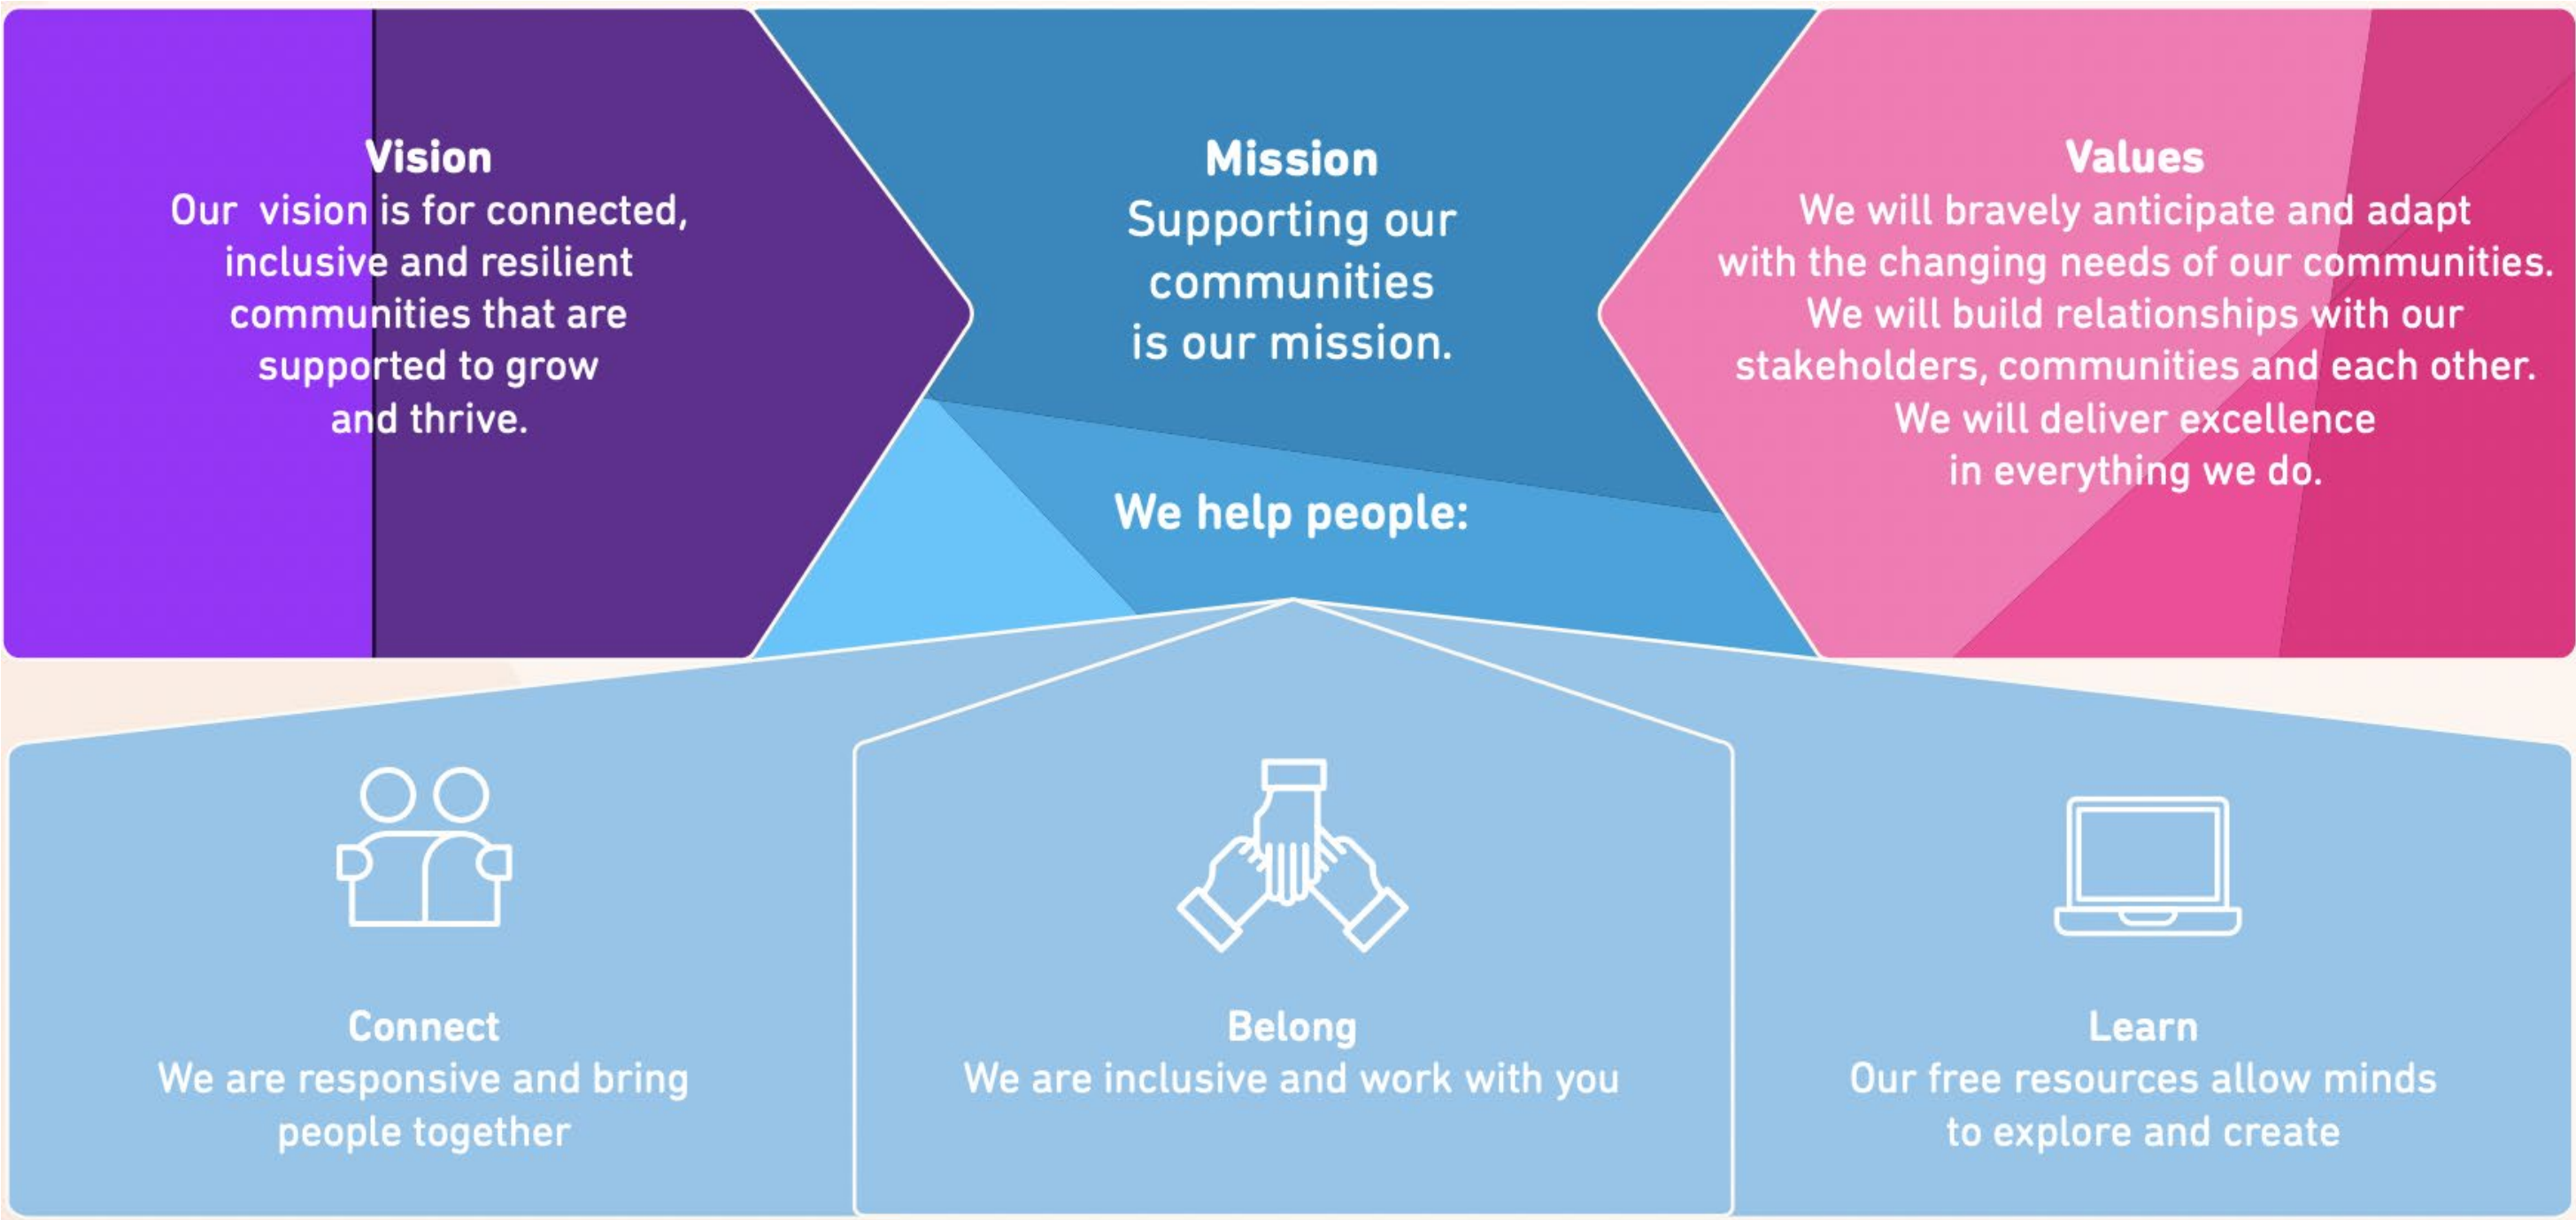 Vision
Our vision is for connected,
inclusive and resilient
communities that are
supported to grow
and thrive.
Mission
Supporting our
communities
is our mission.
We help people:
Values
We will bravely anticipate and adapt
with the changing needs of our communities.
We will build relationships with our
stakeholders, communities and each other.
We will deliver excellence
in everything we do.
Connect
We are responsive and bring
people together
Belong
We are inclusive and work with you
Learn
Our free resources allow minds
to explore and create